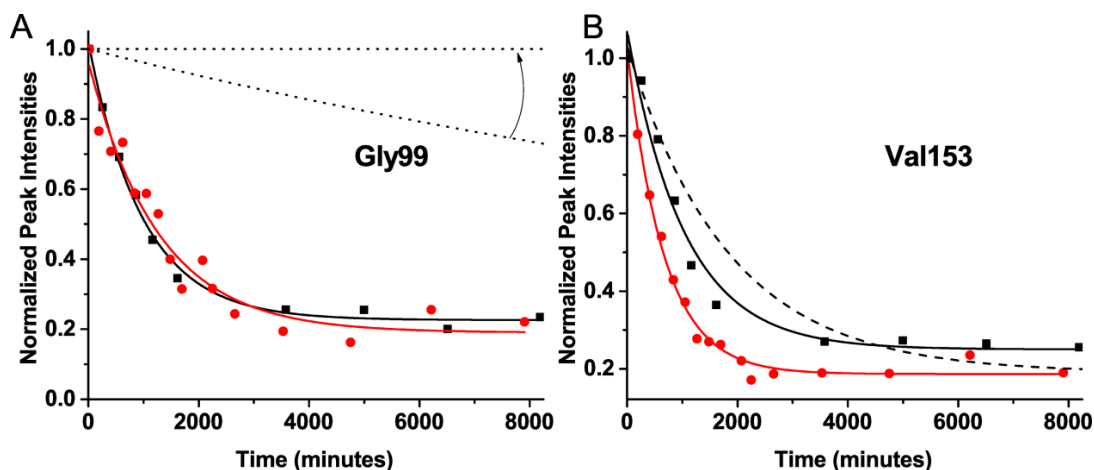 A
B
Normalized Peak Intensities
1.0
0.8
0.6
0.4
0.2
0.0
Gly99
0
2000
4000
6000
8000
Time (minutes)
Normalized Peak Intensities
1.0
0.8
0.6
0.4
0.2
Val153
0
2000
4000
6000
8000
Time (minutes)